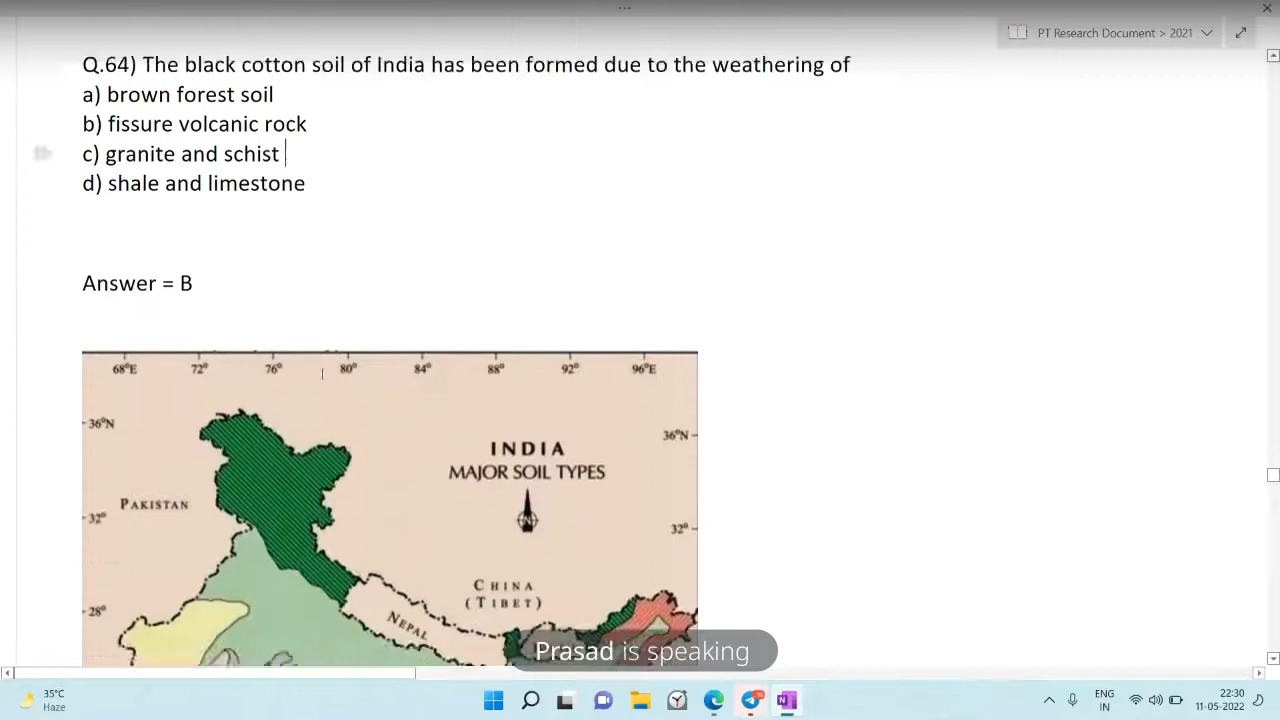 ...
PT Research Document > 2021
Q.64) The black cotton soil of India has been formed due to the weathering of
a) brown forest soil
b) fissure volcanic rock
c) granite and schist
d) shale and limestone
Answer = B
68°E 72° 76° 80° 84° 88° 92° 96°E
36°N 36°N
INDIA
MAJOR SOIL TYPES
PAKISTAN
32° 32°
CHINA
(TIBET)
28°
NEPAL
Prasad is speaking
35°C
Haze
ENG
IN
22:30
11-05-2022